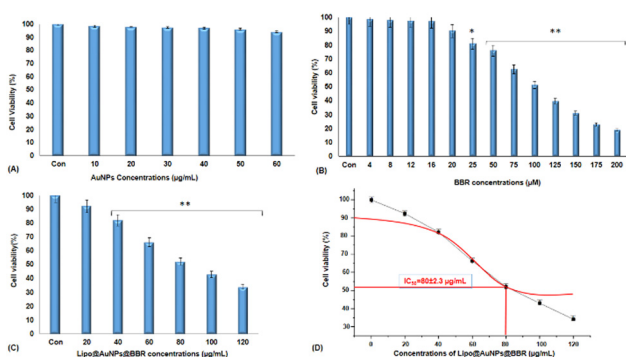 100
90
80
70
60
50
40
30
20
10
0
Cell Viability (%)
Con 10 20 30 40 50 60
(A)
AuNPs Concentrations (µg/mL)
100
90
80
70
60
50
40
30
20
10
0
Cell Viability (%)
* **
Con 4 8 12 16 20 25 50 75 100 125 150 175 200
(B)
BBR concentrations (µM)
100
90
80
70
60
50
40
30
20
10
0
Cell viability(%)
**
Con 20 40 60 80 100 120
(C)
Lipo@AuNPs@BBR concentrations (µg/mL)
100
90
80
70
60
50
40
30
Cell viability (%)
IC50=80±2.3 µg/mL
0 20 40 60 80 100 120
Concentrations of Lipo@AuNPs@BBR (µg/mL)
(D)